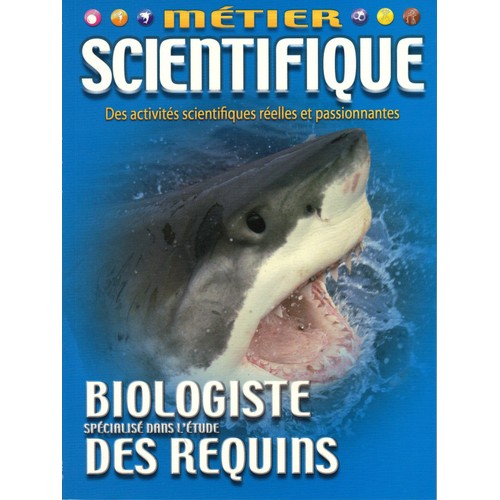 MÉTIER
SCIENTIFIQUE
Des activités scientifiques réelles et passionnantes
BIOLOGISTE
SPÉCIALISÉ DANS L'ÉTUDE
DES REQUINS